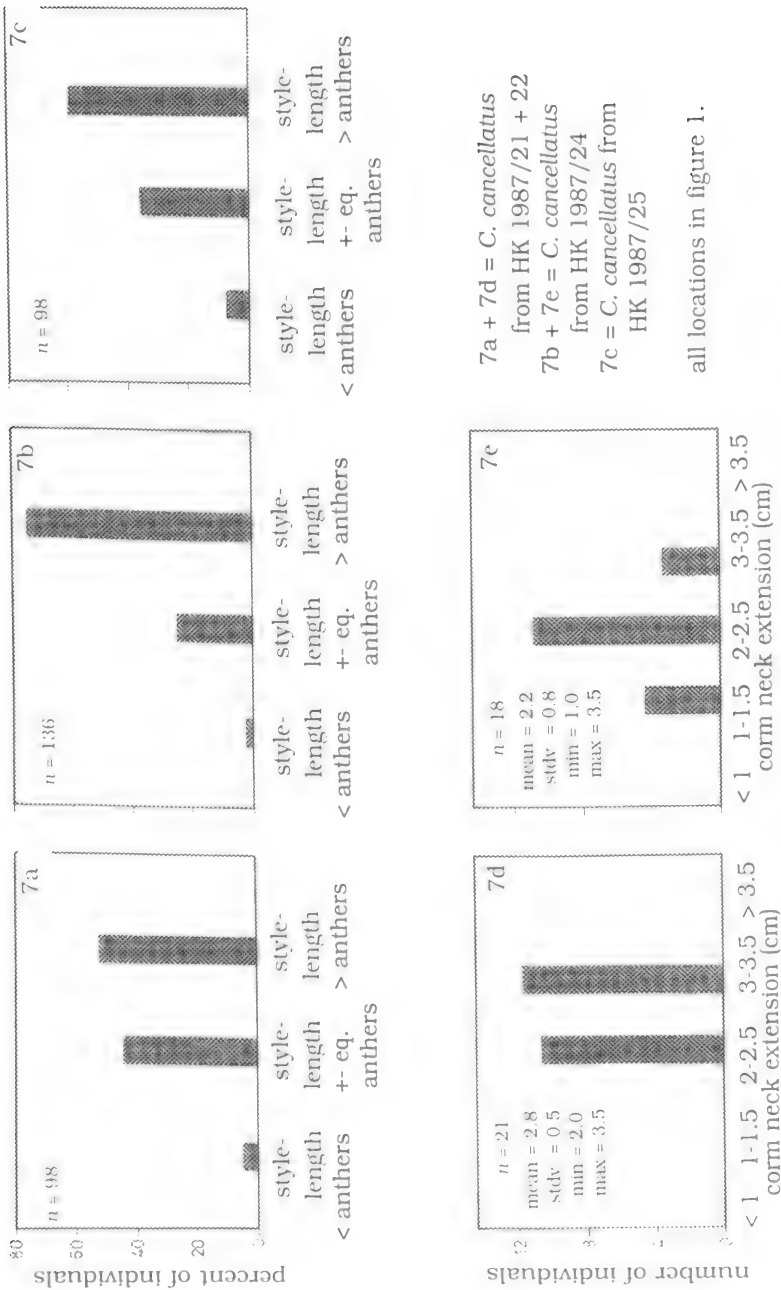 percent of individuals
80
60
40
20
0
7a
n = 98
style-length < anthers
style-length +- eq. anthers
style-length > anthers
7b
n = 136
style-length < anthers
style-length +- eq. anthers
style-length > anthers
7c
n = 98
style-length < anthers
style-length +- eq. anthers
style-length > anthers
number of individuals
12
8
4
7d
n = 21
mean = 2.8
stdv = 0.5
min = 2.0
max = 3.5
< 1 1-1.5 2-2.5 3-3.5 > 3.5
corm neck extension (cm)
7e
n = 18
mean = 2.2
stdv = 0.8
min = 1.0
max = 3.5
< 1 1-1.5 2-2.5 3-3.5 > 3.5
corm neck extension (cm)
7a + 7d = C. cancellatus
from HK 1987/21 + 22
7b + 7e = C. cancellatus
from HK 1987/24
7c = C. cancellatus from
HK 1987/25
all locations in figure 1.